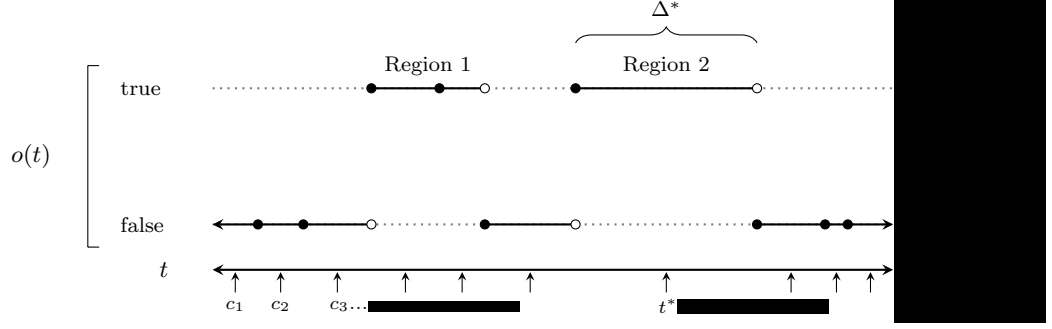 Δ*
Region 1 Region 2
true
o(t)
false
t
c₁ c₂ c₃... t*